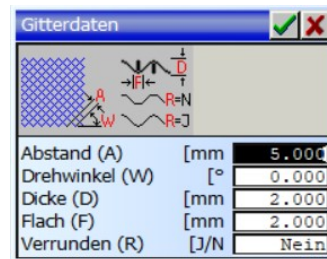 Gitterdaten
D
F
A
R=N
W
R=J
Abstand (A) [mm 5.000
Drehwinkel (W) [° 0.000
Dicke (D) [mm 2.000
Flach (F) [mm 2.000
Verrunden (R) [J/N Nein